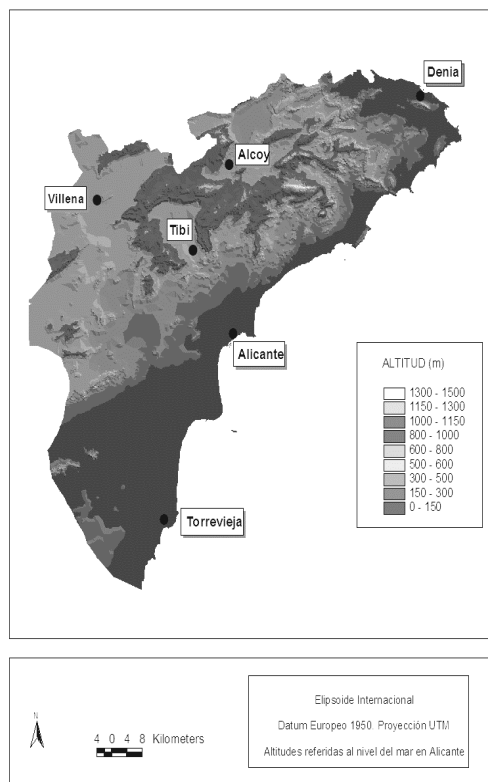 Denia
Alcoy
Villena
Tibi
Alicante
ALTITUD (m)
1300 - 1500
1150 - 1300
1000 - 1150
800 - 1000
600 - 800
500 - 600
300 - 500
150 - 300
0 - 150
Torrevieja
N
4 0 4 8 Kilometers
Elipsoide Internacional
Datum Europeo 1950. Proyección UTM
Altitudes referidas al nivel del mar en Alicante